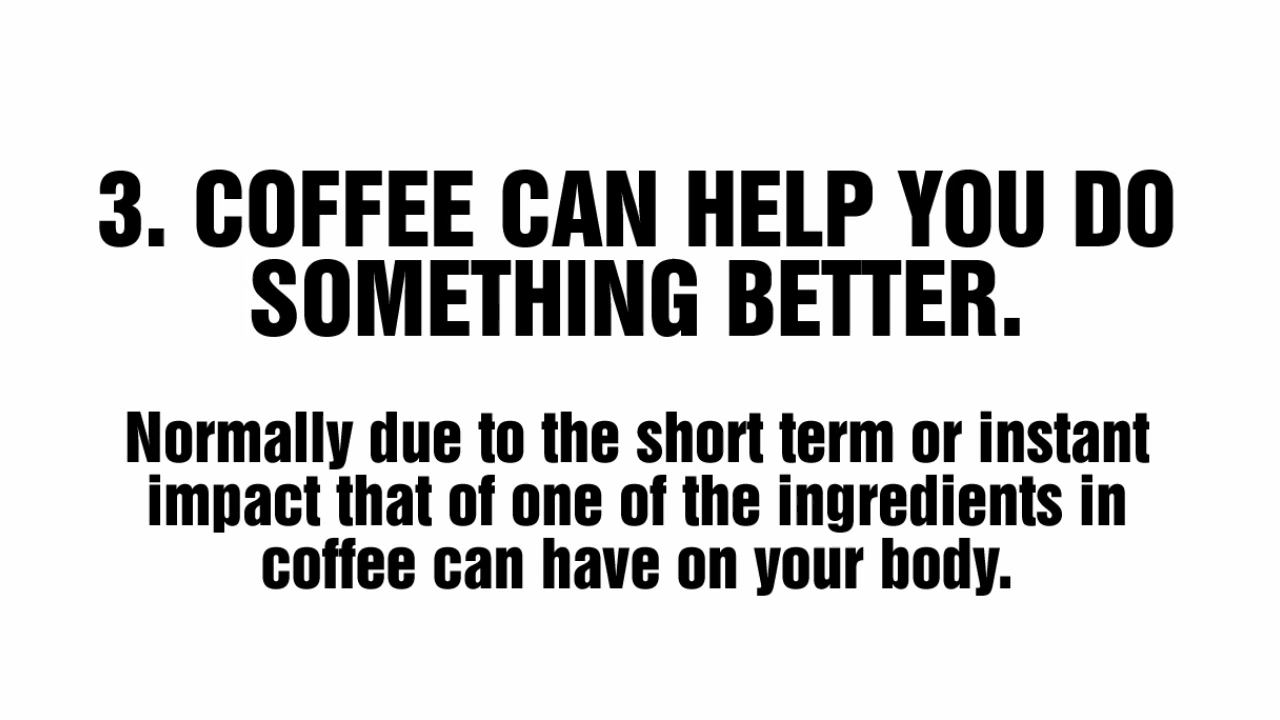 3. COFFEE CAN HELP YOU DO
SOMETHING BETTER.
Normally due to the short term or instant
impact that of one of the ingredients in
coffee can have on your body.